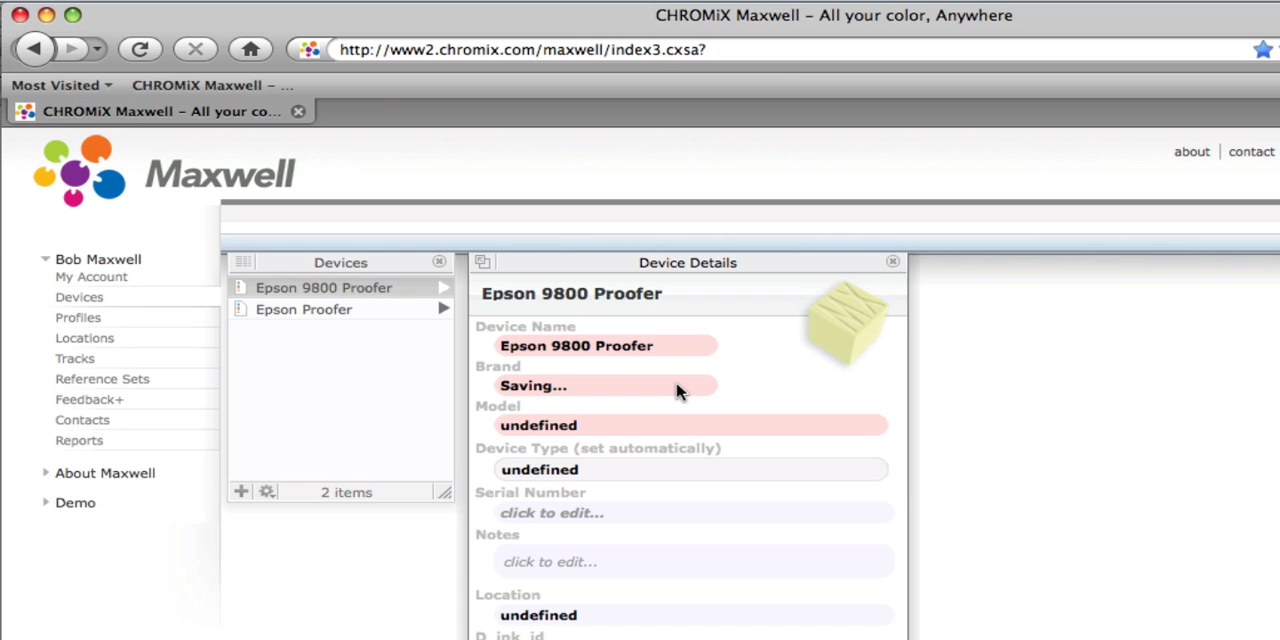 CHROMiX Maxwell – All your color, Anywhere
http://www2.chromix.com/maxwell/index3.cxsa?
Most Visited CHROMiX Maxwell – ...
CHROMiX Maxwell – All your co...
Maxwell
about contact
Bob Maxwell
My Account
Devices
Profiles
Locations
Tracks
Reference Sets
Feedback+
Contacts
Reports
About Maxwell
Demo
Devices
Epson 9800 Proofer
Epson Proofer
2 items
Device Details
Epson 9800 Proofer
Device Name
Epson 9800 Proofer
Brand
Saving...
Model
undefined
Device Type (set automatically)
undefined
Serial Number
click to edit...
Notes
click to edit...
Location
undefined
D_ink_id